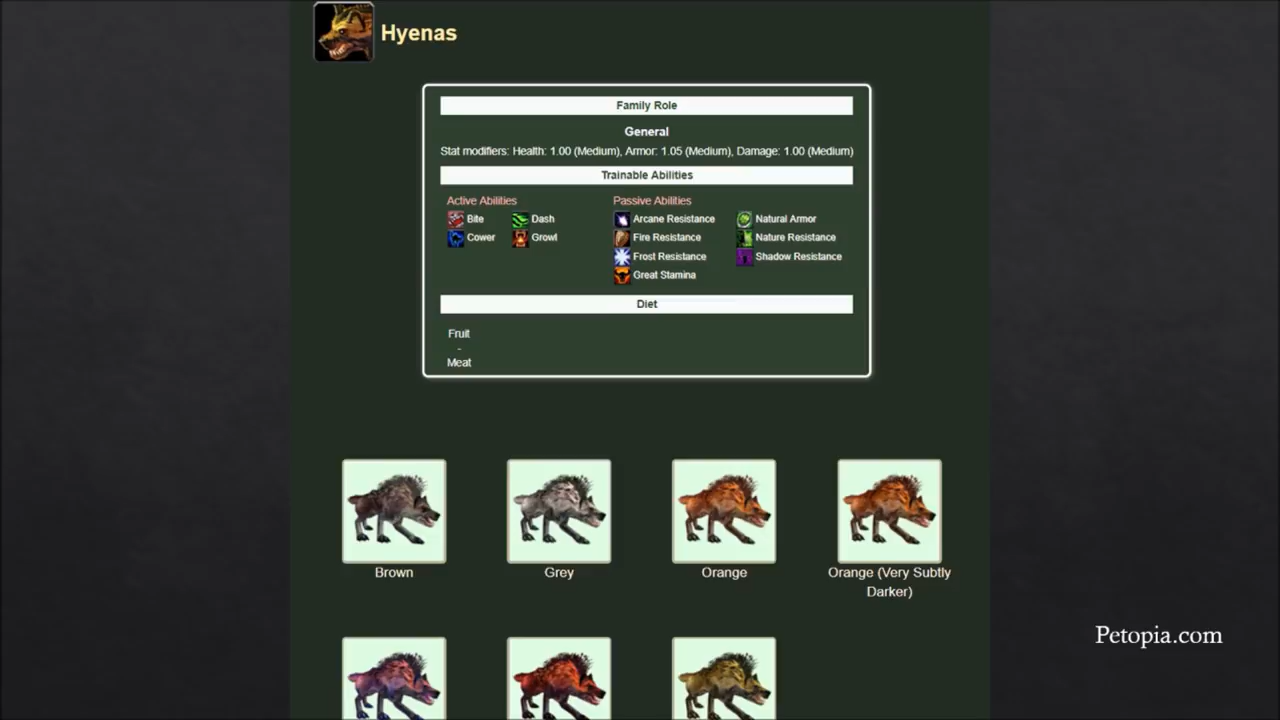 Hyenas
Family Role
General
Stat modifiers: Health: 1.00 (Medium), Armor: 1.05 (Medium), Damage: 1.00 (Medium)
Trainable Abilities
Active Abilities
Bite
Dash
Cower
Growl
Passive Abilities
Arcane Resistance
Natural Armor
Fire Resistance
Nature Resistance
Frost Resistance
Shadow Resistance
Great Stamina
Diet
Fruit
-
Meat
Brown
Grey
Orange
Orange (Very Subtly
Darker)
Petopia.com